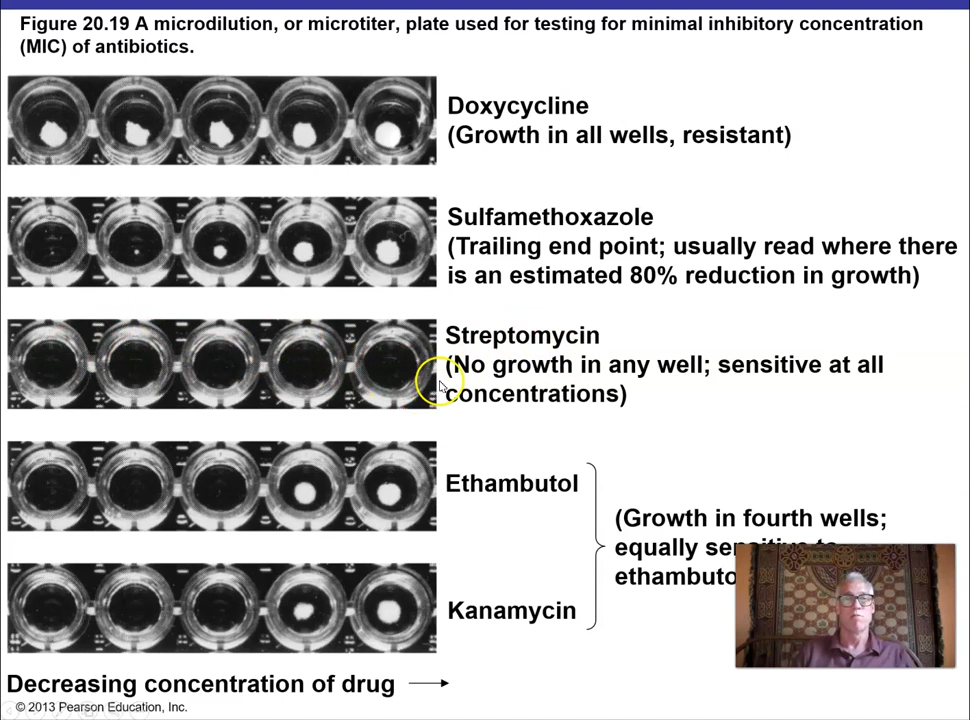 Figure 20.19 A microdilution, or microtiter, plate used for testing for minimal inhibitory concentration
(MIC) of antibiotics.
Doxycycline
(Growth in all wells, resistant)
Sulfamethoxazole
(Trailing end point; usually read where there
is an estimated 80% reduction in growth)
Streptomycin
(No growth in any well; sensitive at all
concentrations)
Ethambutol
(Growth in fourth wells;
equally
Kanamycin
Decreasing concentration of drug
© 2013 Pearson Education, Inc.